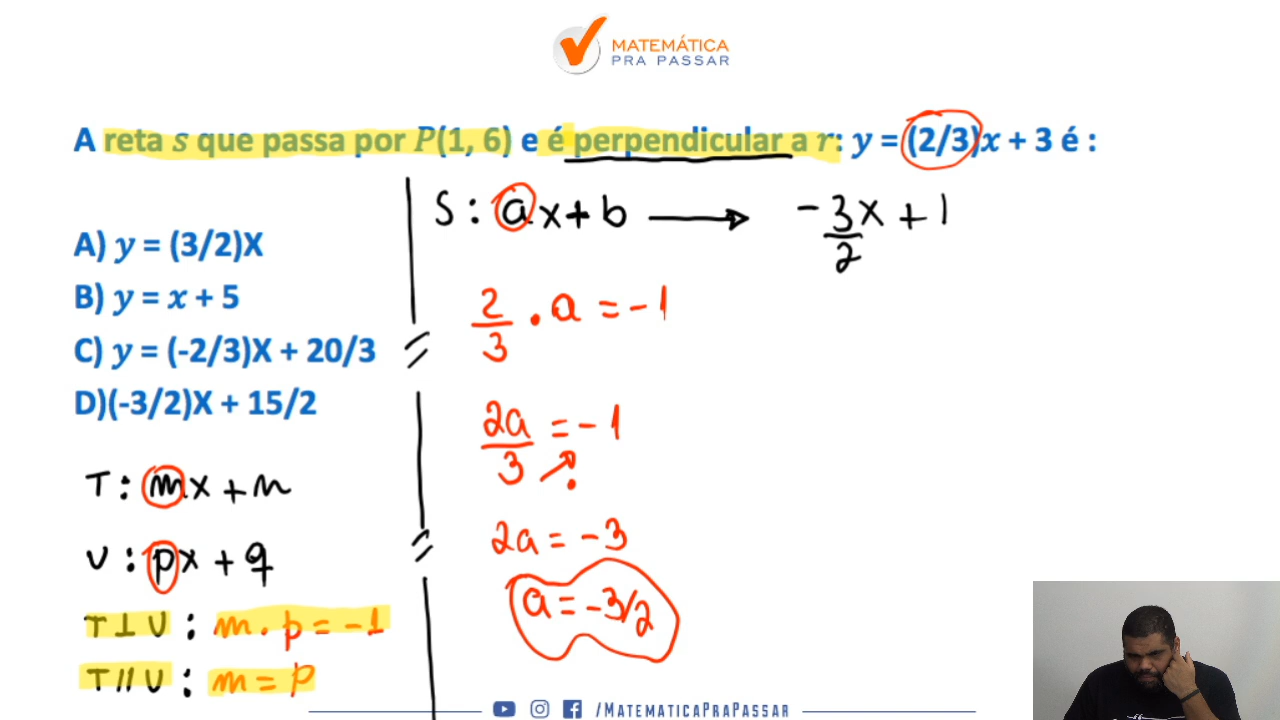 MATEMÁTICA
PRA PASSAR
A reta s que passa por P(1, 6) e é perpendicular a r: y = (2/3)x + 3 é :
A) y = (3/2)X
B) y = x + 5
C) y = (-2/3)X + 20/3
D)(-3/2)X + 15/2
T: mx + n
U: px + q
T⊥U: m . p = -1
T//U: m = p
S: ax + b → -3/2 x + 1
2/3 . a = -1
2a/3 = -1
2a = -3
a = -3/2
/MATEMATICAPRAPASSAR